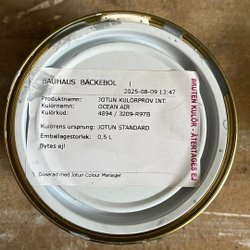 BAUHAUS BÄCKEBOL
2025-08-09 13:47
Produktnamn: JOTUN KULÖRPROV INT.
Kulörnamn: OCEAN AIR
Kulörkod: 4894 / 3209-R97B
Kulörens ursprung: JOTUN STANDARD
Emballagestorlek: 0,5 L
Bytes ej!
Doserad med Jotun Colour Manager
BRUTEN KULÖR - ÅTERTAGES EJ